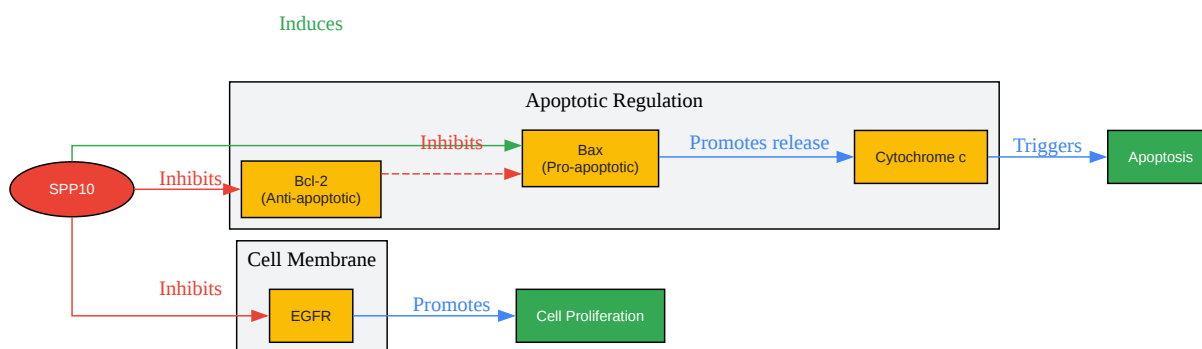 Induces
Apoptotic Regulation
Inhibits
Bax
(Pro-apoptotic)
Promotes release
Cytochrome c
Triggers
Apoptosis
SPP10
Inhibits
Bcl-2
(Anti-apoptotic)
Cell Membrane
Inhibits
EGFR
Promotes
Cell Proliferation